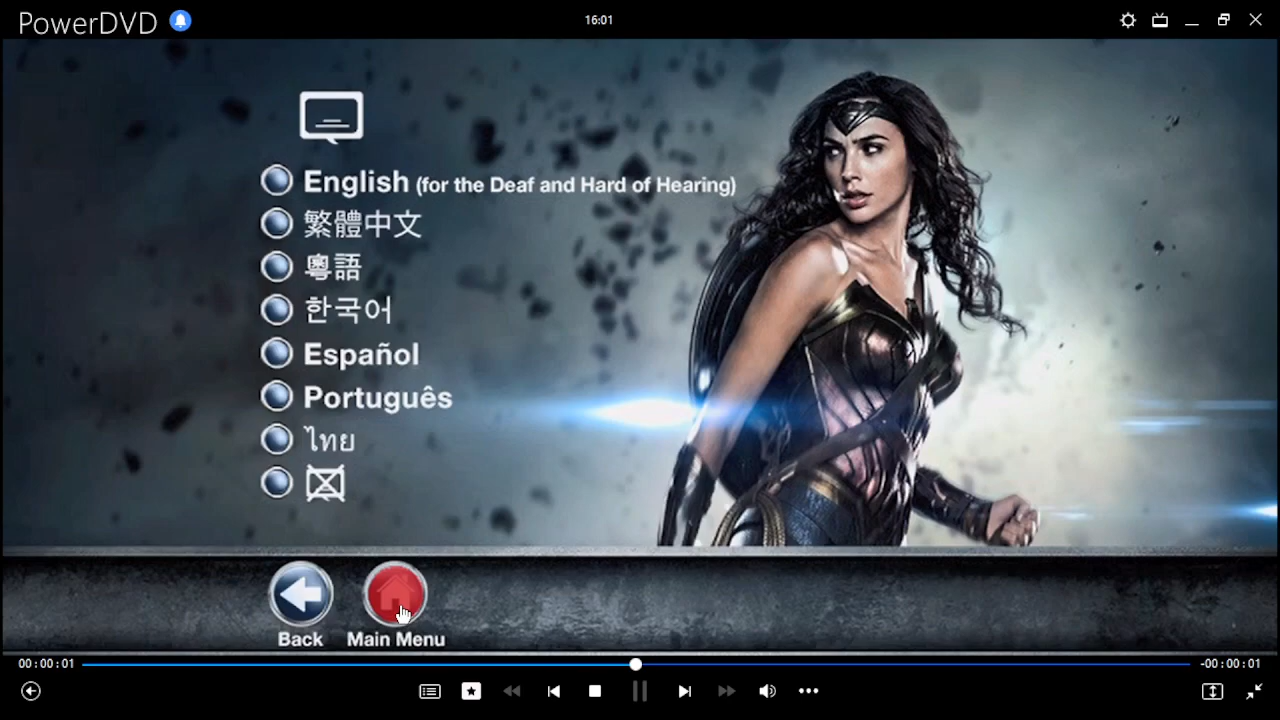 PowerDVD
16:01
English (for the Deaf and Hard of Hearing)
繁體中文
粵語
한국어
Español
Português
ไทย
Back
Main Menu
00:00:01
-00:00:01